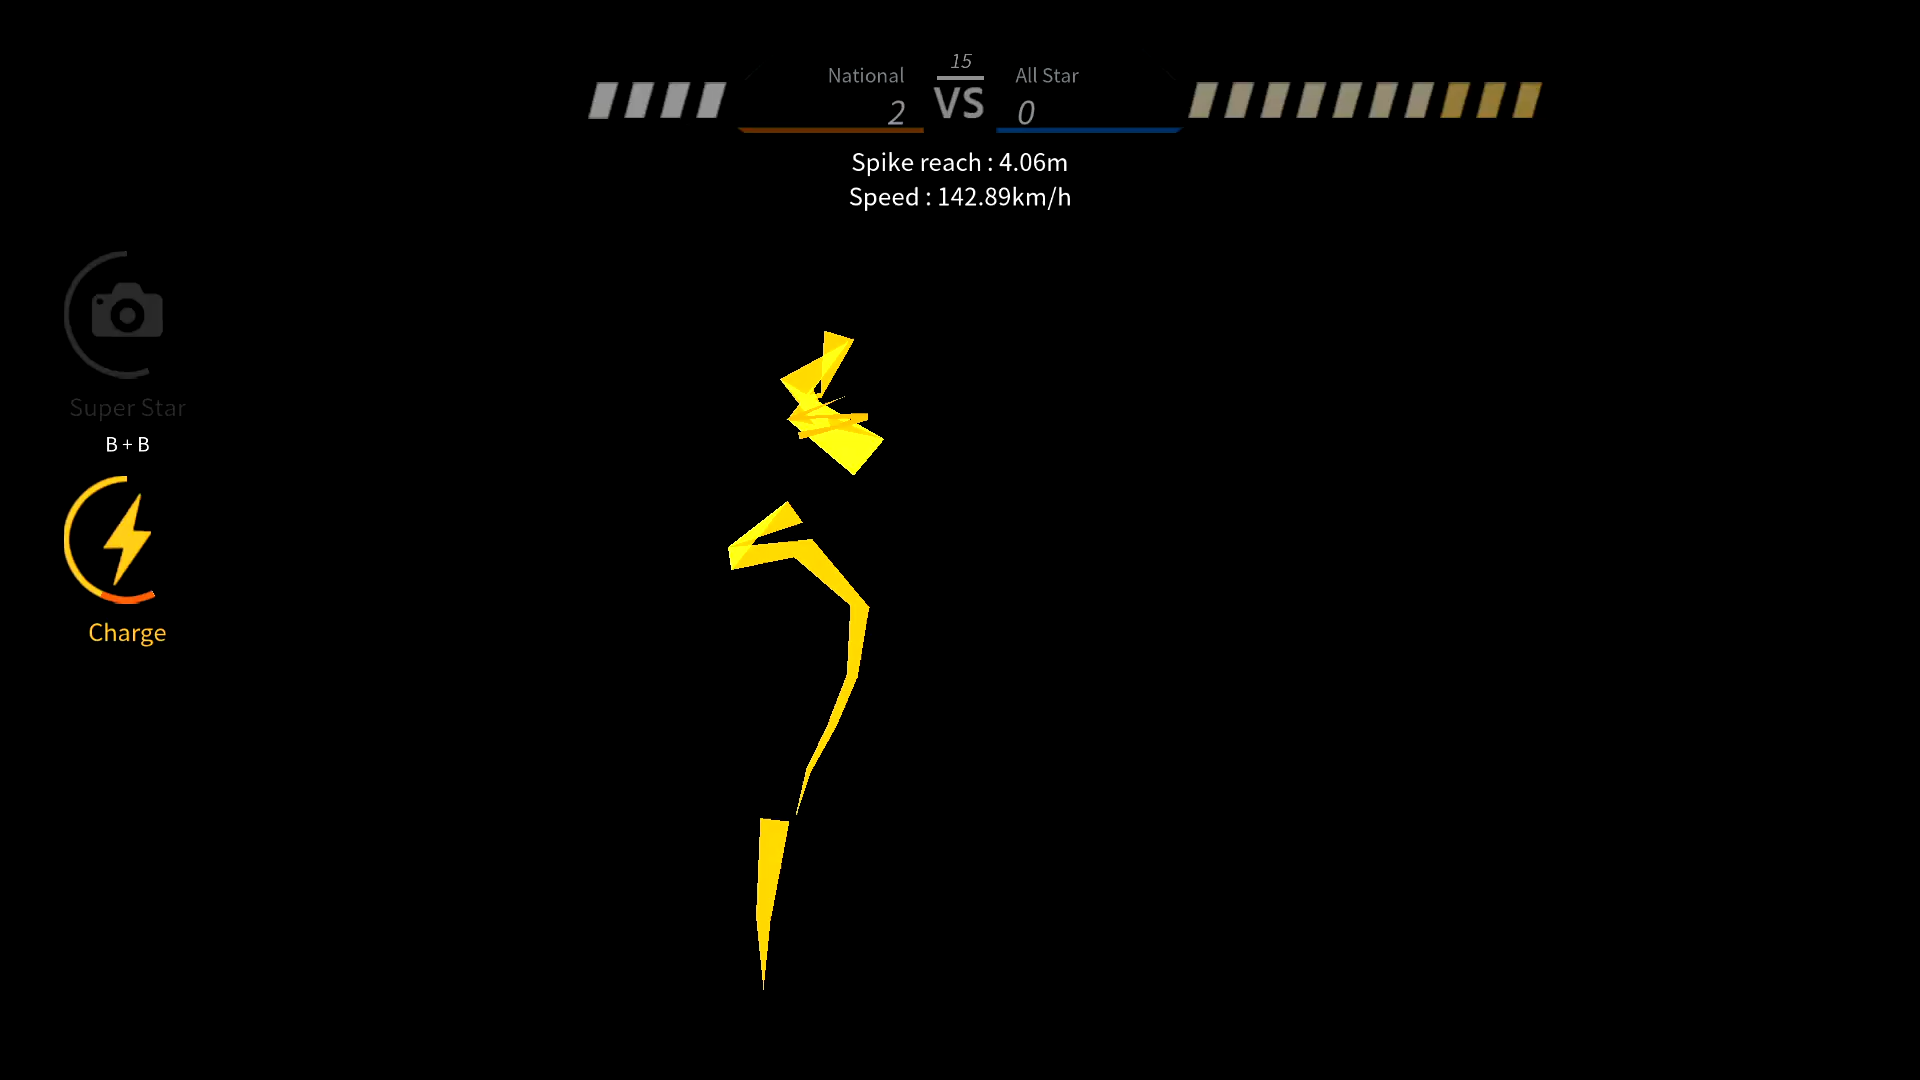 15
National VS All Star
2 0
Spike reach : 4.06m
Speed : 142.89km/h
Super Star
B + B
Charge